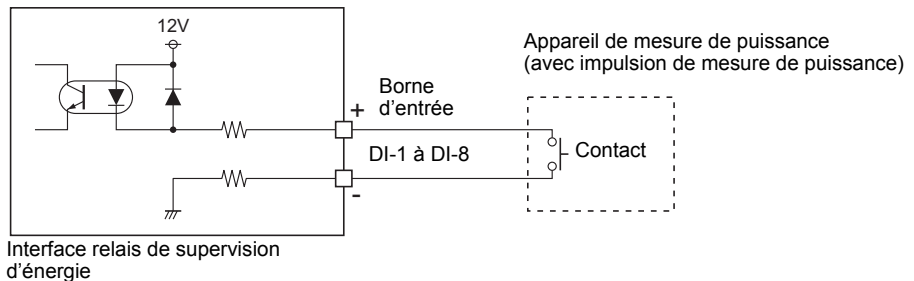 12V
Appareil de mesure de puissance
(avec impulsion de mesure de puissance)
+
Borne
d'entrée
DI-1 à DI-8
Contact
-
Interface relais de supervision
d'énergie